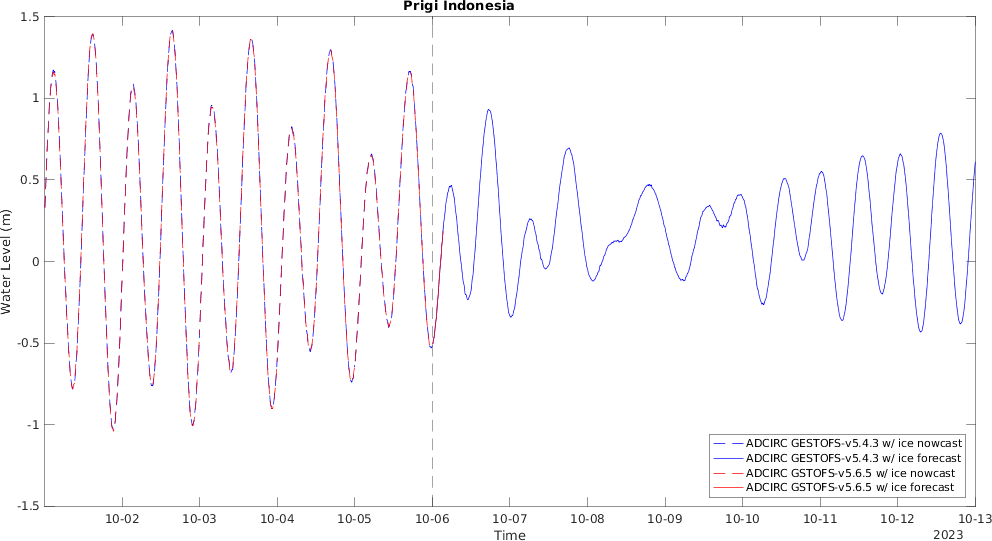 Prigi Indonesia
1.5
1
0.5
0
-0.5
-1
-1.5
Water Level (m)
10-02
10-03
10-04
10-05
10-06
10-07
10-08
10-09
10-10
10-11
10-12
10-13
Time
2023
ADCIRC GESTOFS-v5.4.3 w/ ice nowcast
ADCIRC GESTOFS-v5.4.3 w/ ice forecast
ADCIRC GSTOFS-v5.6.5 w/ ice nowcast
ADCIRC GSTOFS-v5.6.5 w/ ice forecast